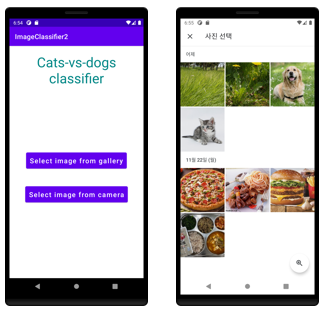 6:54
ImageClassifier2
Cats-vs-dogs
classifier
Select image from gallery
Select image from camera
6:55
사진 선택
어제
11월 22일 (월)